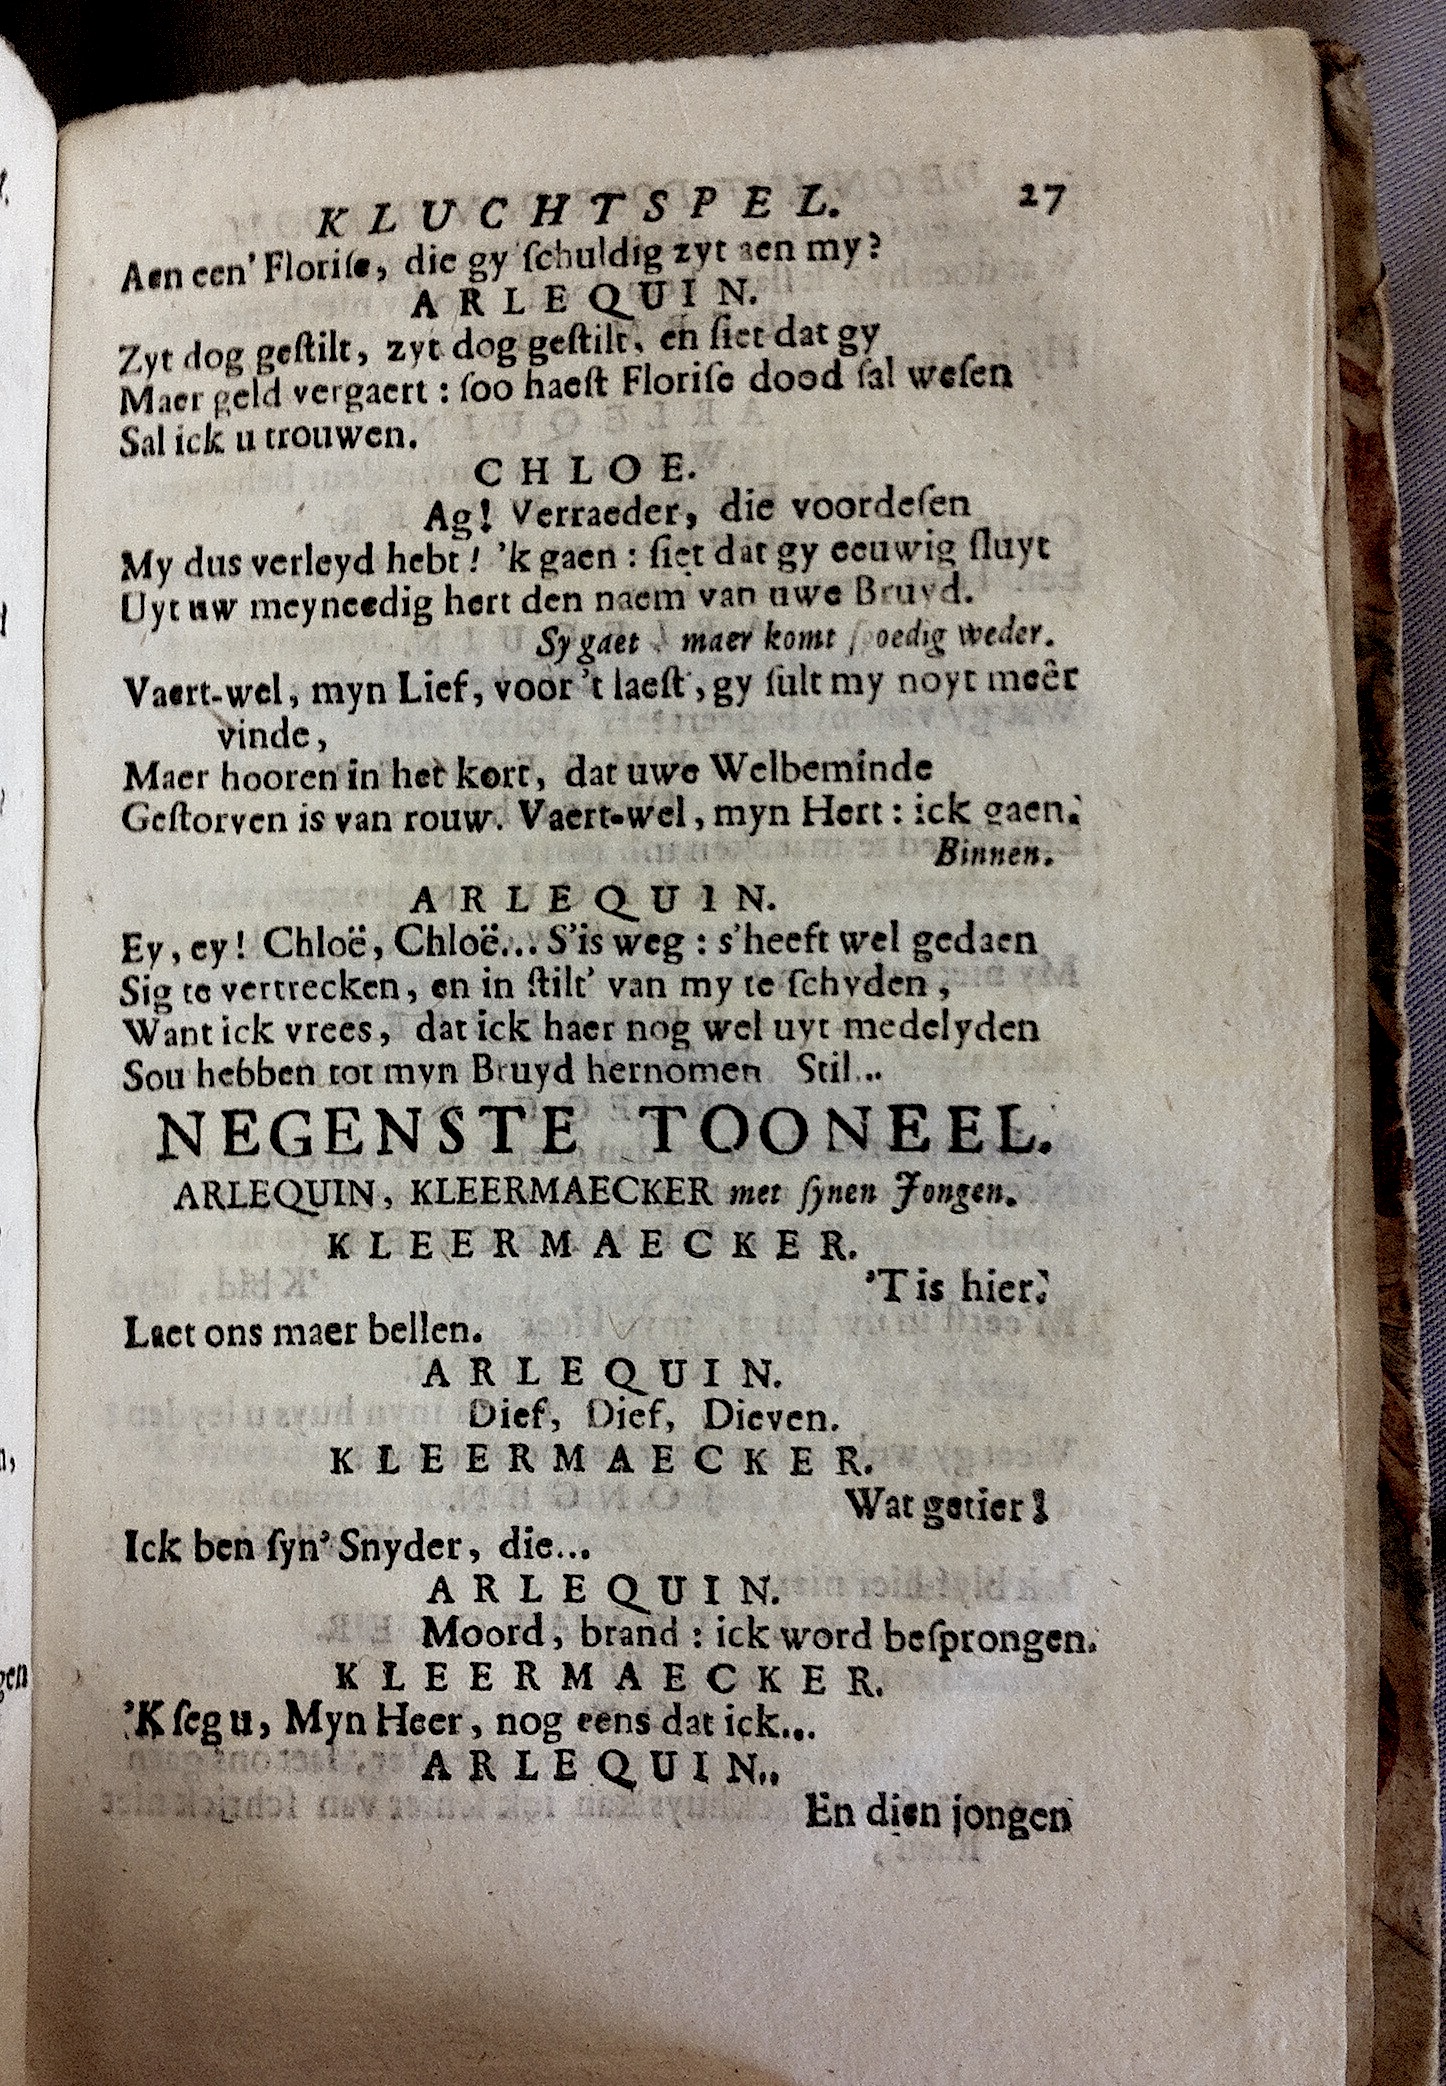 KLUCHTSPEL. 27
Aen een' Floriſe, die gy ſchuldig zyt aen my?
ARLEQUIN.
Zyt dog geſtilt, zyt dog geſtilt, en ſiet dat gy
Maer geld vergaert : ſoo haeſt Floriſe dood ſal weſen
Sal ick u trouwen.
CHLOE.
Ag! Verraeder, die voordeſen
My dus verleyd hebt! 'k gaen : ſiet dat gy eeuwig ſluyt
Uyt uw meyneedig hert den naem van uwe Bruyd.
Sy gaet, maer komt ſpoedig weder.
Vaert-wel, myn Lief, voor 't laeſt, gy ſult my noyt meêr
vinde,
Maer hooren in het kort, dat uwe Welbeminde
Geſtorven is van rouw. Vaert-wel, myn Hert : ick gaen.
Binnen.
ARLEQUIN.
Ey, ey! Chloë, Chloë... S'is weg : s'heeft wel gedaen
Sig te vertrecken, en in ſtilt' van my te ſchyden,
Want ick vrees, dat ick haer nog wel uyt medelyden
Sou hebben tot myn Bruyd hernomen Stil...
NEGENSTE TOONEEL.
ARLEQUIN, KLEERMAECKER met ſynen Jongen.
KLEERMAECKER.
'T is hier.
Laet ons maer bellen.
ARLEQUIN.
Dief, Dief, Dieven.
KLEERMAECKER.
Wat getier!
Ick ben ſyn' Snyder, die...
ARLEQUIN.
Moord, brand : ick word beſprongen.
KLEERMAECKER.
'K ſeg u, Myn Heer, nog eens dat ick...
ARLEQUIN..
En dien jongen